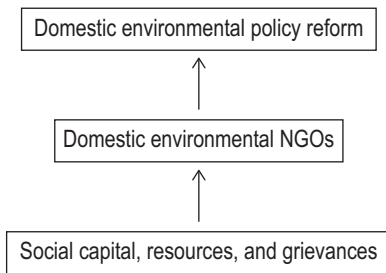 Domestic environmental policy reform
Domestic environmental NGOs
Social capital, resources, and grievances